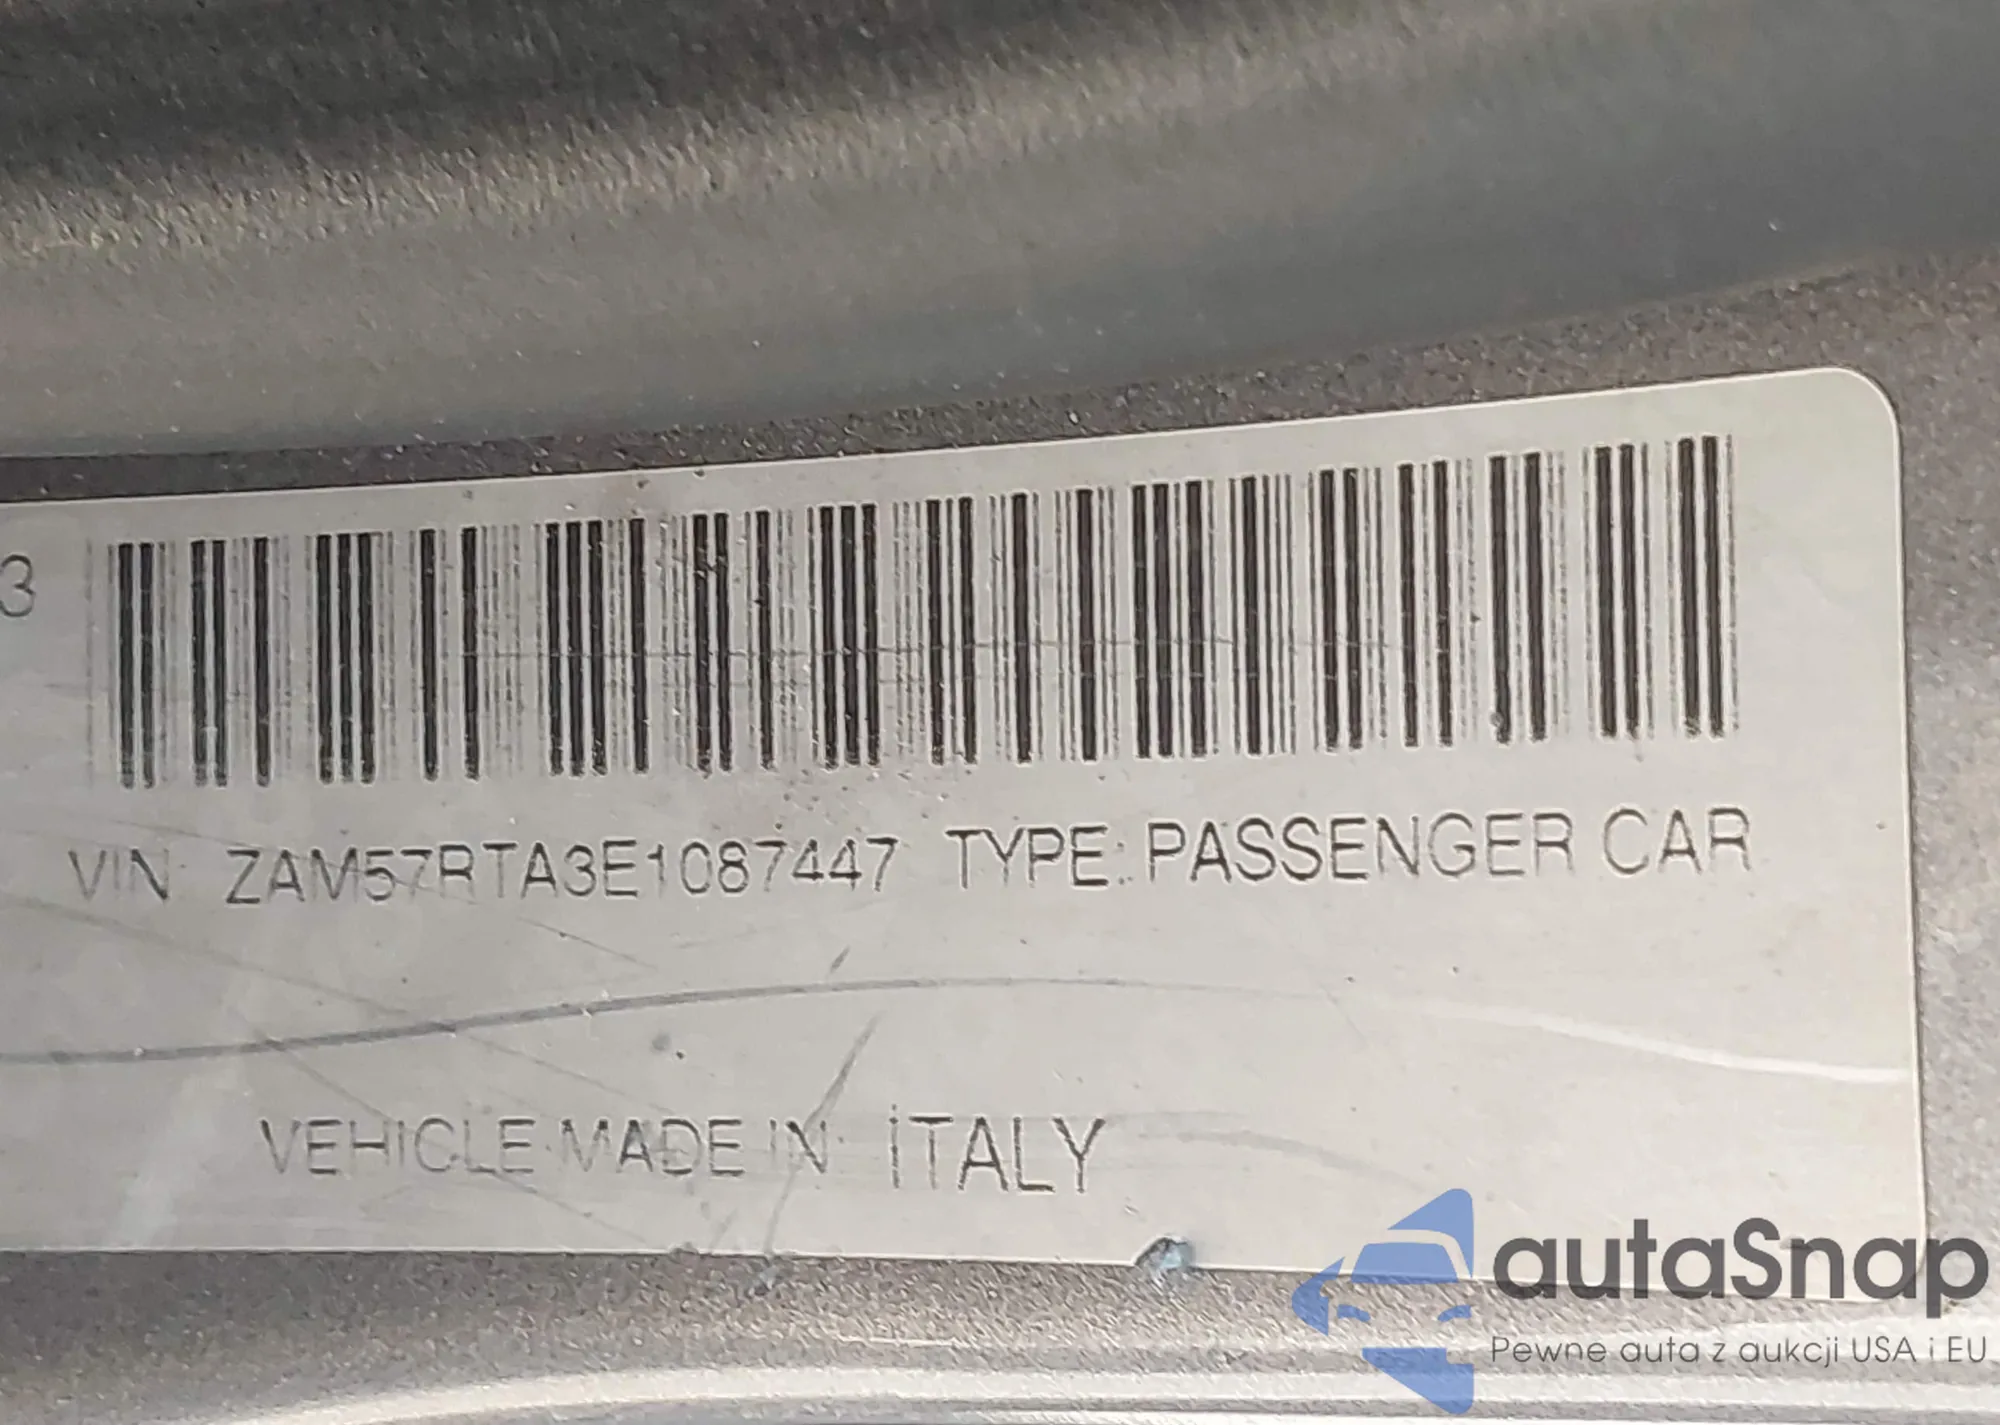 3
VIN: ZAM57RTA3E1087447 TYPE: PASSENGER CAR
VEHICLE MADE IN İTALY
autaSnap
Pewne auta z aukcji USA i EU